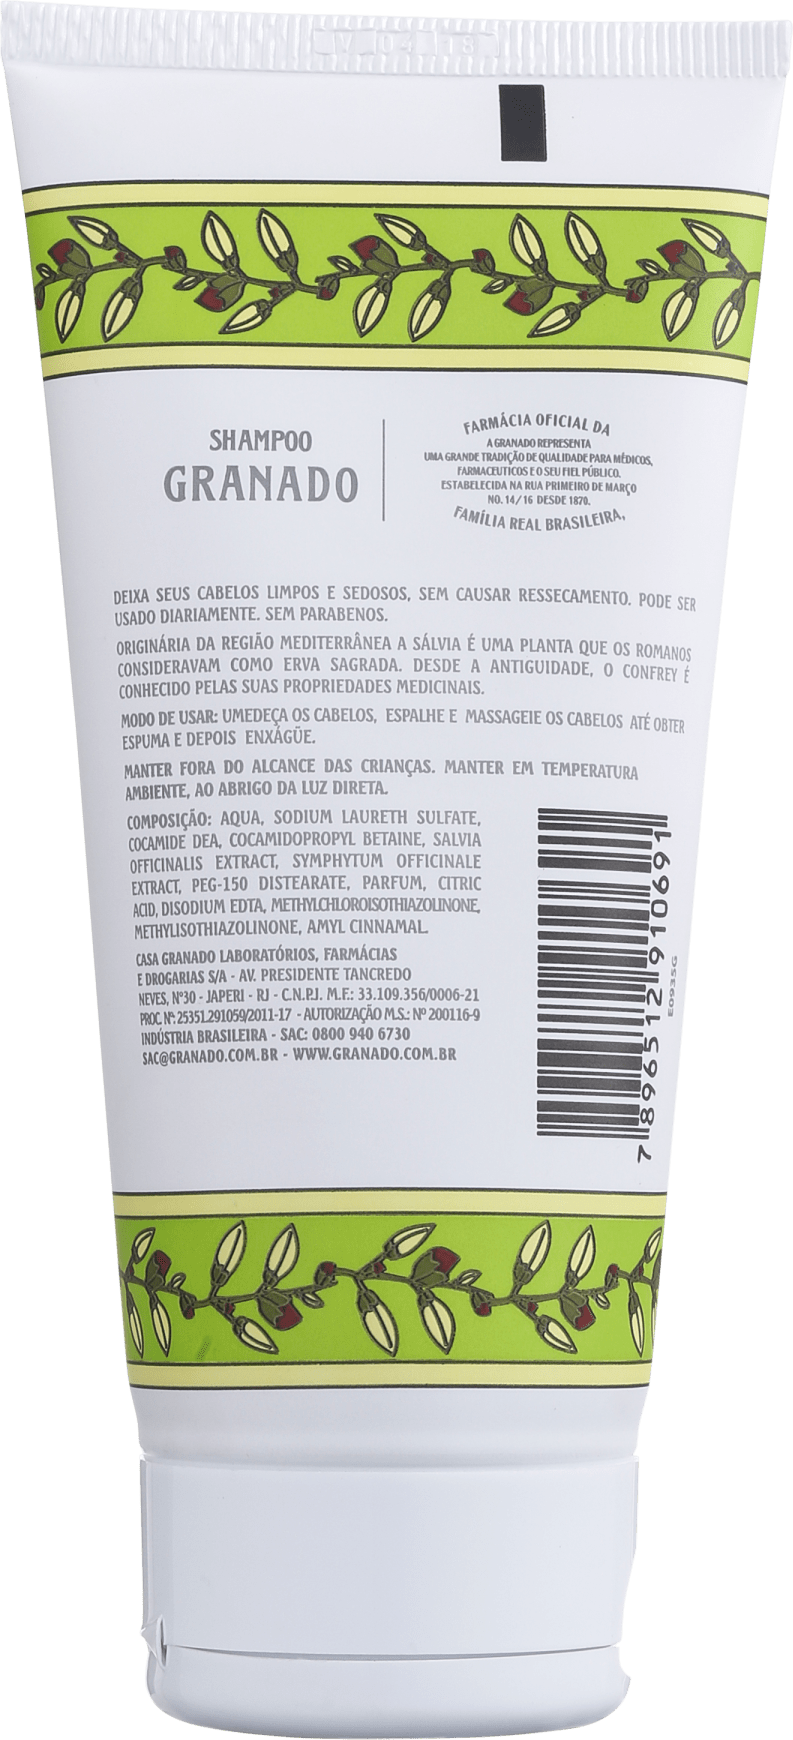 V 04 18
SHAMPOO
GRANADO
FARMÁCIA OFICIAL DA
A GRANADO REPRESENTA
UMA GRANDE TRADIÇÃO DE QUALIDADE PARA MÉDICOS,
FARMACEUTICOS E O SEU FIEL PÚBLICO.
ESTABELECIDA NA RUA PRIMEIRO DE MARÇO
NO. 14/16 DESDE 1870.
FAMÍLIA REAL BRASILEIRA,
DEIXA SEUS CABELOS LIMPOS E SEDOSOS, SEM CAUSAR RESSECAMENTO. PODE SER
USADO DIARIAMENTE. SEM PARABENOS.
ORIGINÁRIA DA REGIÃO MEDITERRÂNEA A SÁLVIA É UMA PLANTA QUE OS ROMANOS
CONSIDERAVAM COMO ERVA SAGRADA. DESDE A ANTIGUIDADE, O CONFREY É
CONHECIDO PELAS SUAS PROPRIEDADES MEDICINAIS.
MODO DE USAR: UMEDEÇA OS CABELOS, ESPALHE E MASSAGEIE OS CABELOS ATÉ OBTER
ESPUMA E DEPOIS ENXÁGÜE.
MANTER FORA DO ALCANCE DAS CRIANÇAS. MANTER EM TEMPERATURA
AMBIENTE, AO ABRIGO DA LUZ DIRETA.
COMPOSIÇÃO: AQUA, SODIUM LAURETH SULFATE,
COCAMIDE DEA, COCAMIDOPROPYL BETAINE, SALVIA
OFFICINALIS EXTRACT, SYMPHYTUM OFFICINALE
EXTRACT, PEG-150 DISTEARATE, PARFUM, CITRIC
ACID, DISODIUM EDTA, METHYLCHLOROISOTHIAZOLINONE,
METHYLISOTHIAZOLINONE, AMYL CINNAMAL.
CASA GRANADO LABORATÓRIOS, FARMÁCIAS
E DROGARIAS S/A - AV. PRESIDENTE TANCREDO
NEVES, Nº30 - JAPERI - RJ - C.N.P.J. M.F.: 33.109.356/0006-21
PROC. Nº: 25351.291059/2011-17 - AUTORIZAÇÃO M.S.: Nº 200116-9
INDÚSTRIA BRASILEIRA - SAC: 0800 940 6730
SAC@GRANADO.COM.BR - WWW.GRANADO.COM.BR
7 896512 910691
E0935G